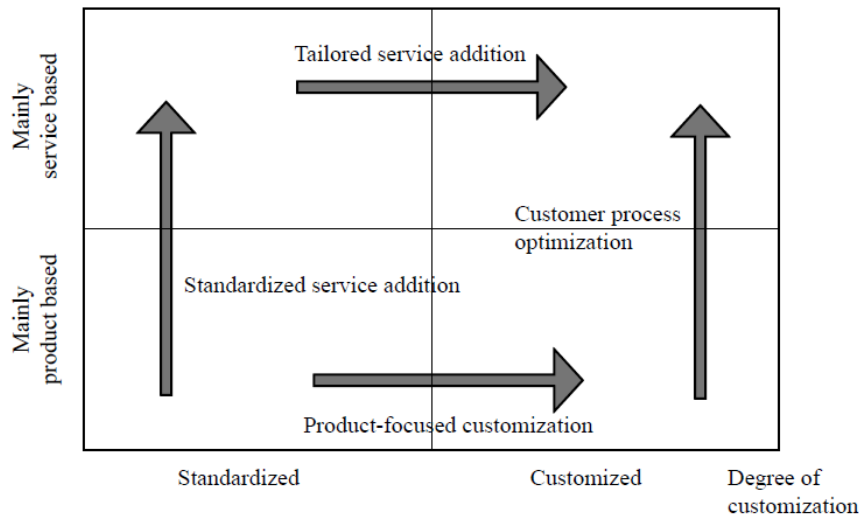 Tailored service addition
Mainly
service based
Customer process
optimization
Standardized service addition
Mainly
product based
Product-focused customization
Standardized
Customized
Degree of
customization